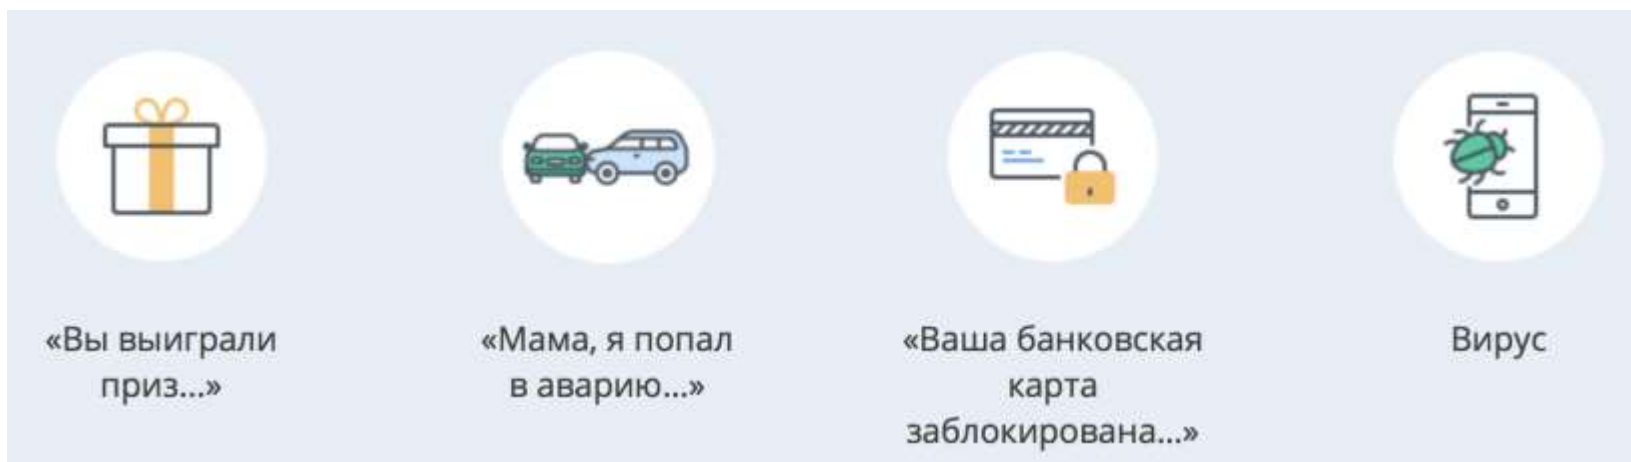 «Вы выиграли
приз...»
«Мама, я попал
в аварию...»
«Ваша банковская
карта
заблокирована...»
Вирус